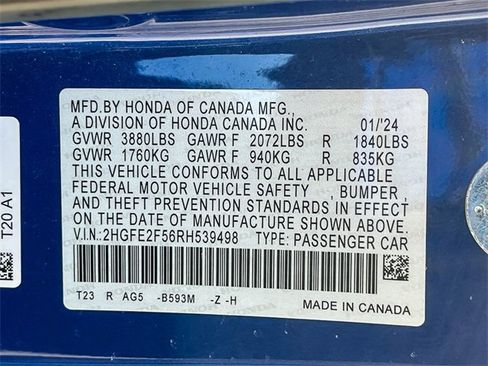 MFD.BY HONDA OF CANADA MFG.,
A DIVISION OF HONDA CANADA INC. 01/'24
GVWR 3880LBS GAWR F 2072LBS R 1840LBS
GVWR 1760KG GAWR F 940KG R 835KG
THIS VEHICLE CONFORMS TO ALL APPLICABLE
FEDERAL MOTOR VEHICLE SAFETY , BUMPER,
AND THEFT PREVENTION STANDARDS IN EFFECT
ON THE DATE OF MANUFACTURE SHOWN ABOVE.
V.I.N.:2HGFE2F56RH539498 TYPE: PASSENGER CAR
T23 R AG5 -B593M -Z -H
MADE IN CANADA
T20 A1